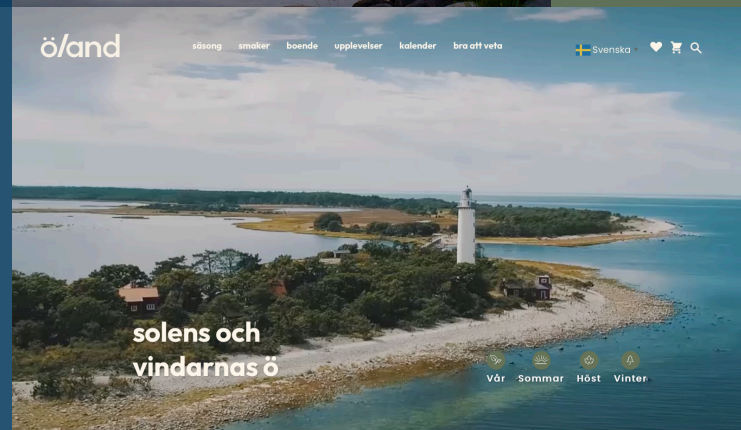 öland
säsong smaker boende upplevelser kalender bra att veta
Svenska
solens och
vindarnas ö
Vår Sommar Höst Vinter